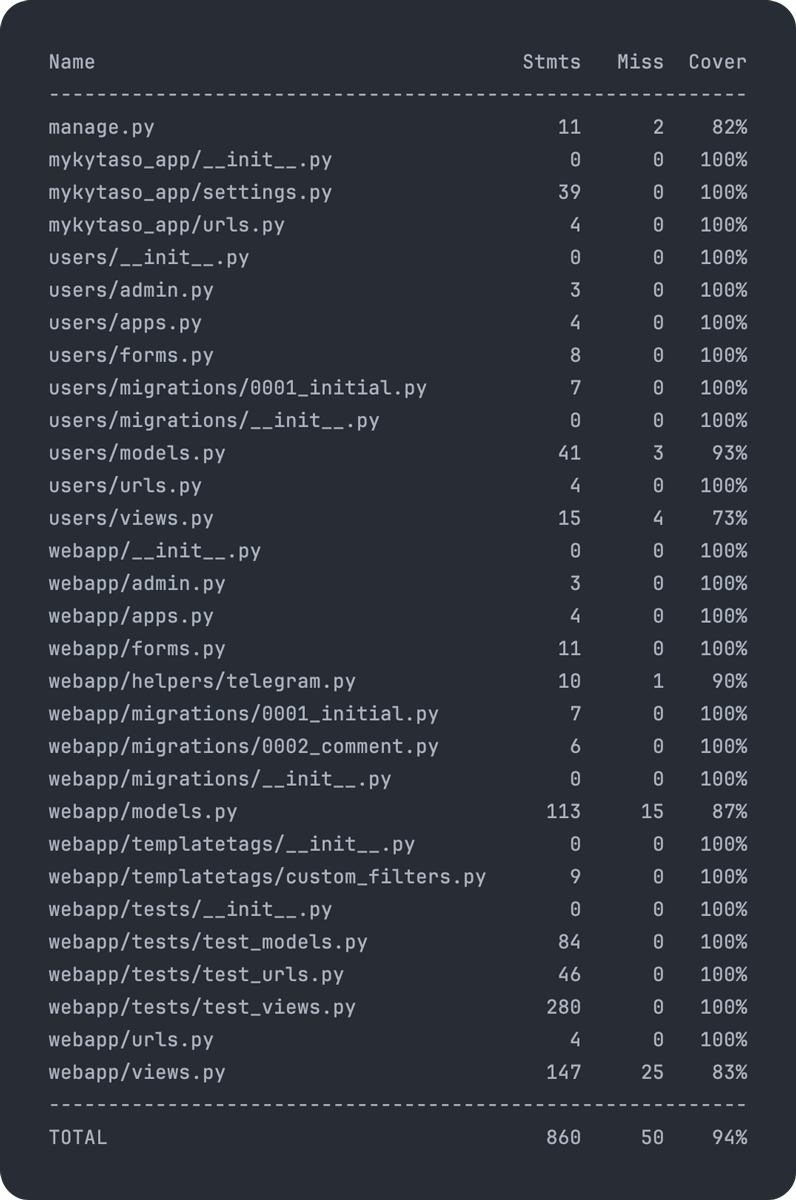 Name Stmts Miss Cover
-----------------------------------------------------------
manage.py 11 2 82%
mykytaso_app/__init__.py 0 0 100%
mykytaso_app/settings.py 39 0 100%
mykytaso_app/urls.py 4 0 100%
users/__init__.py 0 0 100%
users/admin.py 3 0 100%
users/apps.py 4 0 100%
users/forms.py 8 0 100%
users/migrations/0001_initial.py 7 0 100%
users/migrations/__init__.py 0 0 100%
users/models.py 41 3 93%
users/urls.py 4 0 100%
users/views.py 15 4 73%
webapp/__init__.py 0 0 100%
webapp/admin.py 3 0 100%
webapp/apps.py 4 0 100%
webapp/forms.py 11 0 100%
webapp/helpers/telegram.py 10 1 90%
webapp/migrations/0001_initial.py 7 0 100%
webapp/migrations/0002_comment.py 6 0 100%
webapp/migrations/__init__.py 0 0 100%
webapp/models.py 113 15 87%
webapp/templatetags/__init__.py 0 0 100%
webapp/templatetags/custom_filters.py 9 0 100%
webapp/tests/__init__.py 0 0 100%
webapp/tests/test_models.py 84 0 100%
webapp/tests/test_urls.py 46 0 100%
webapp/tests/test_views.py 280 0 100%
webapp/urls.py 4 0 100%
webapp/views.py 147 25 83%
-----------------------------------------------------------
TOTAL 860 50 94%